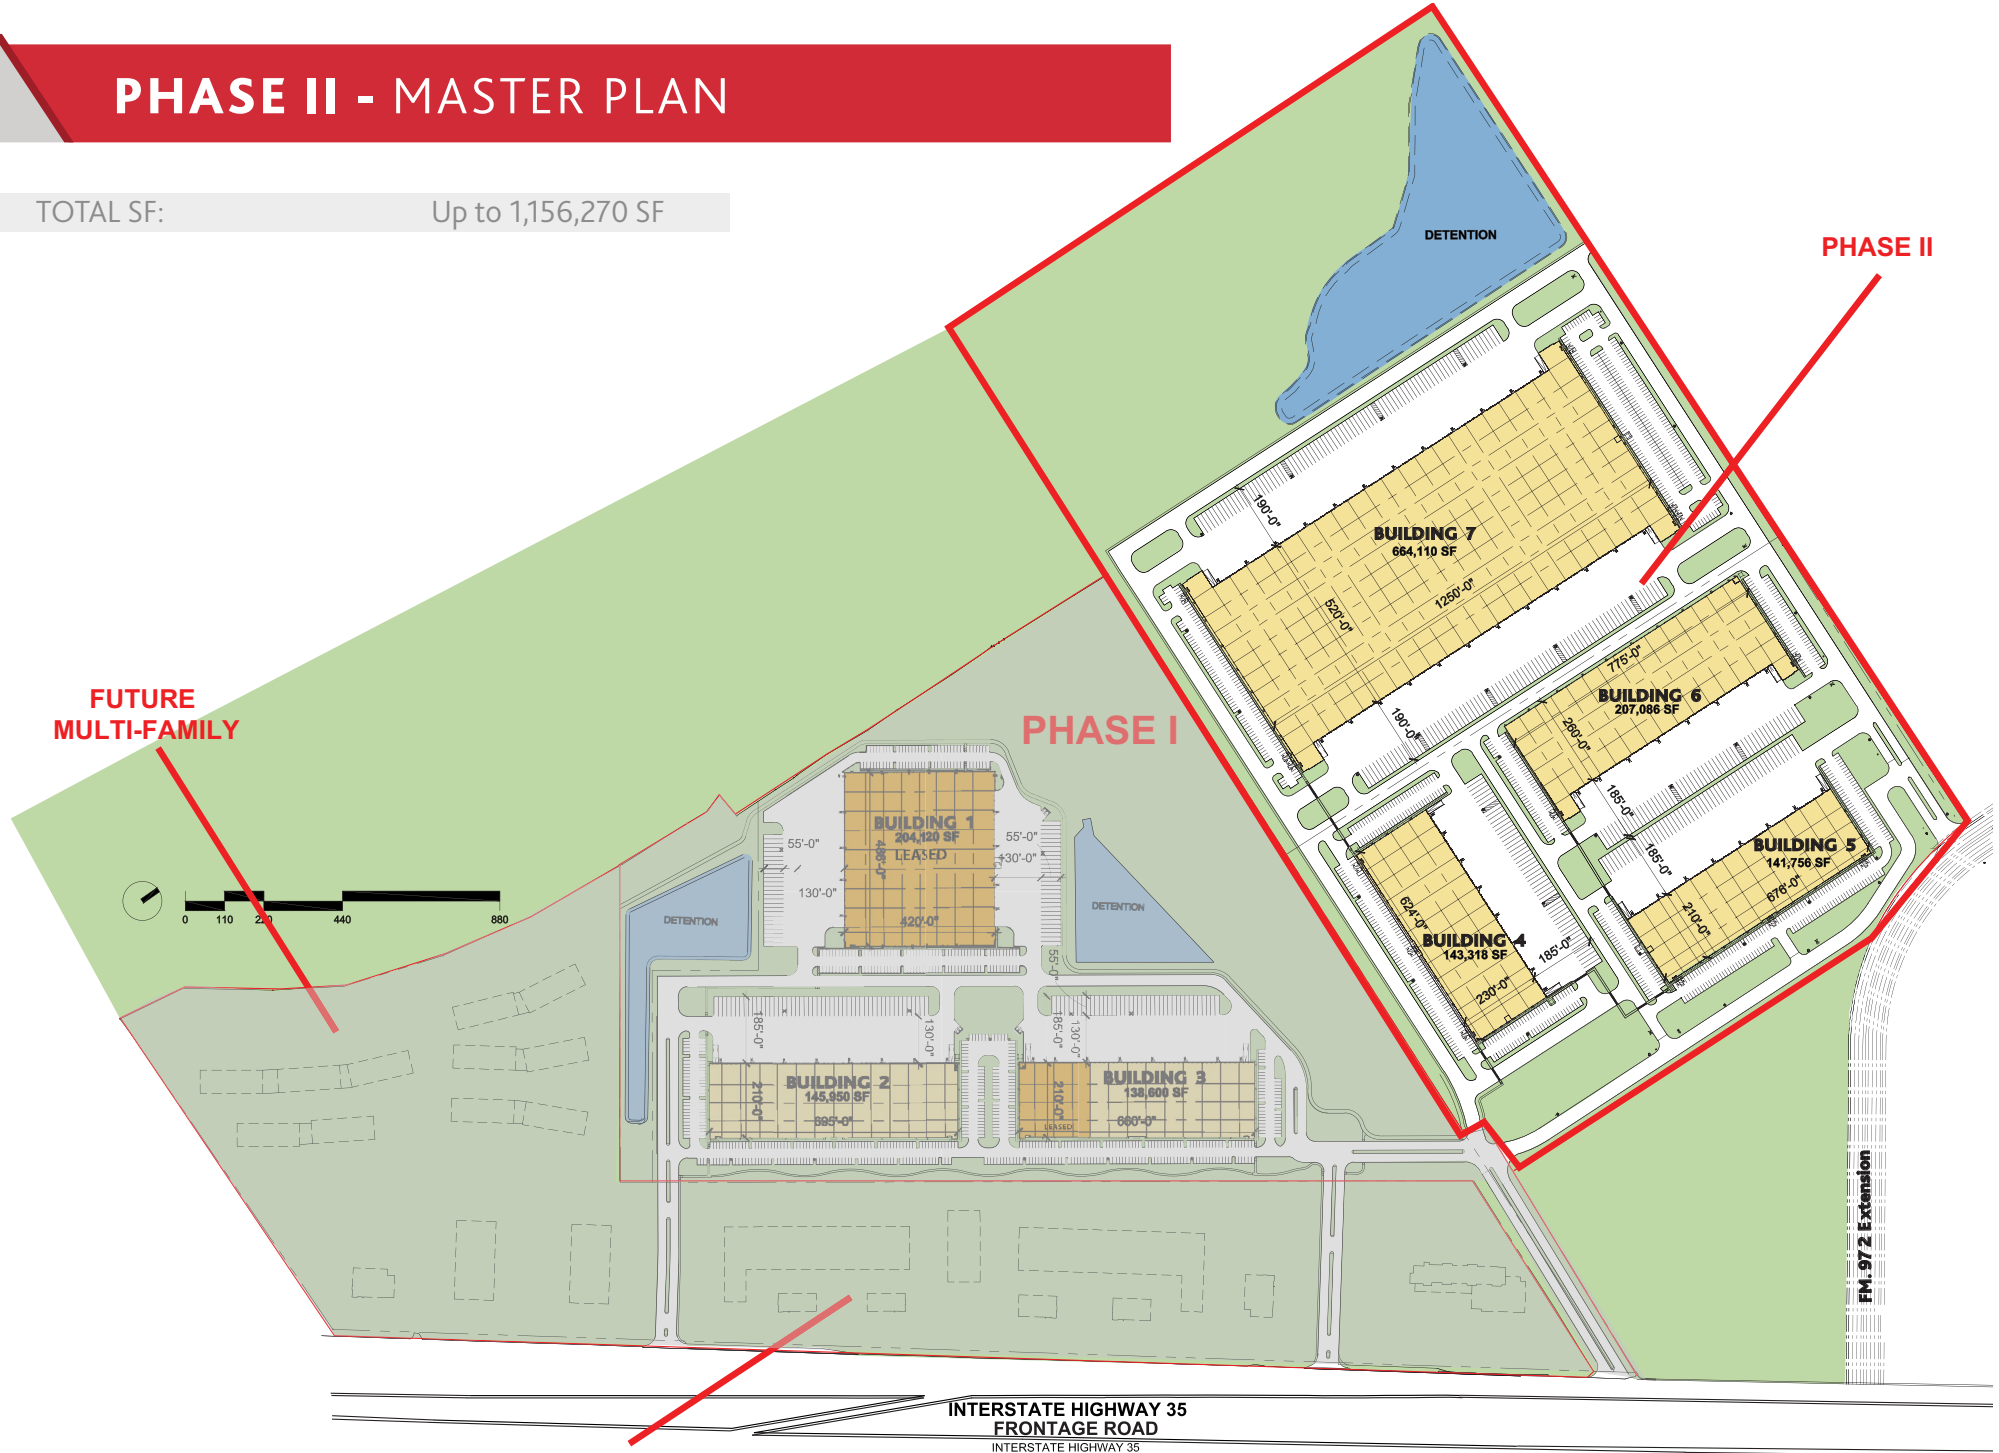 PHASE II - MASTER PLAN
TOTAL SF: Up to 1,156,270 SF
DETENTION
PHASE II
190'-0"
BUILDING 7
664,110 SF
520'-0"
1250'-0"
190'-0"
775'-0"
BUILDING 6
207,086 SF
260'-0"
185'-0"
185'-0"
BUILDING 5
141,756 SF
676'-0"
210'-0"
624'-0"
BUILDING 4
143,318 SF
185'-0"
230'-0"
FUTURE
MULTI-FAMILY
PHASE I
0 110 220 440 880
BUILDING 1
204,120 SF
LEASED
486'-0"
420'-0"
55'-0"
130'-0"
55'-0"
130'-0"
55'-0"
DETENTION
DETENTION
185'-0"
130'-0"
185'-0"
130'-0"
BUILDING 2
145,950 SF
210'-0"
695'-0"
BUILDING 3
138,600 SF
210'-0"
660'-0"
LEASED
FM. 972 Extension
INTERSTATE HIGHWAY 35
FRONTAGE ROAD
INTERSTATE HIGHWAY 35